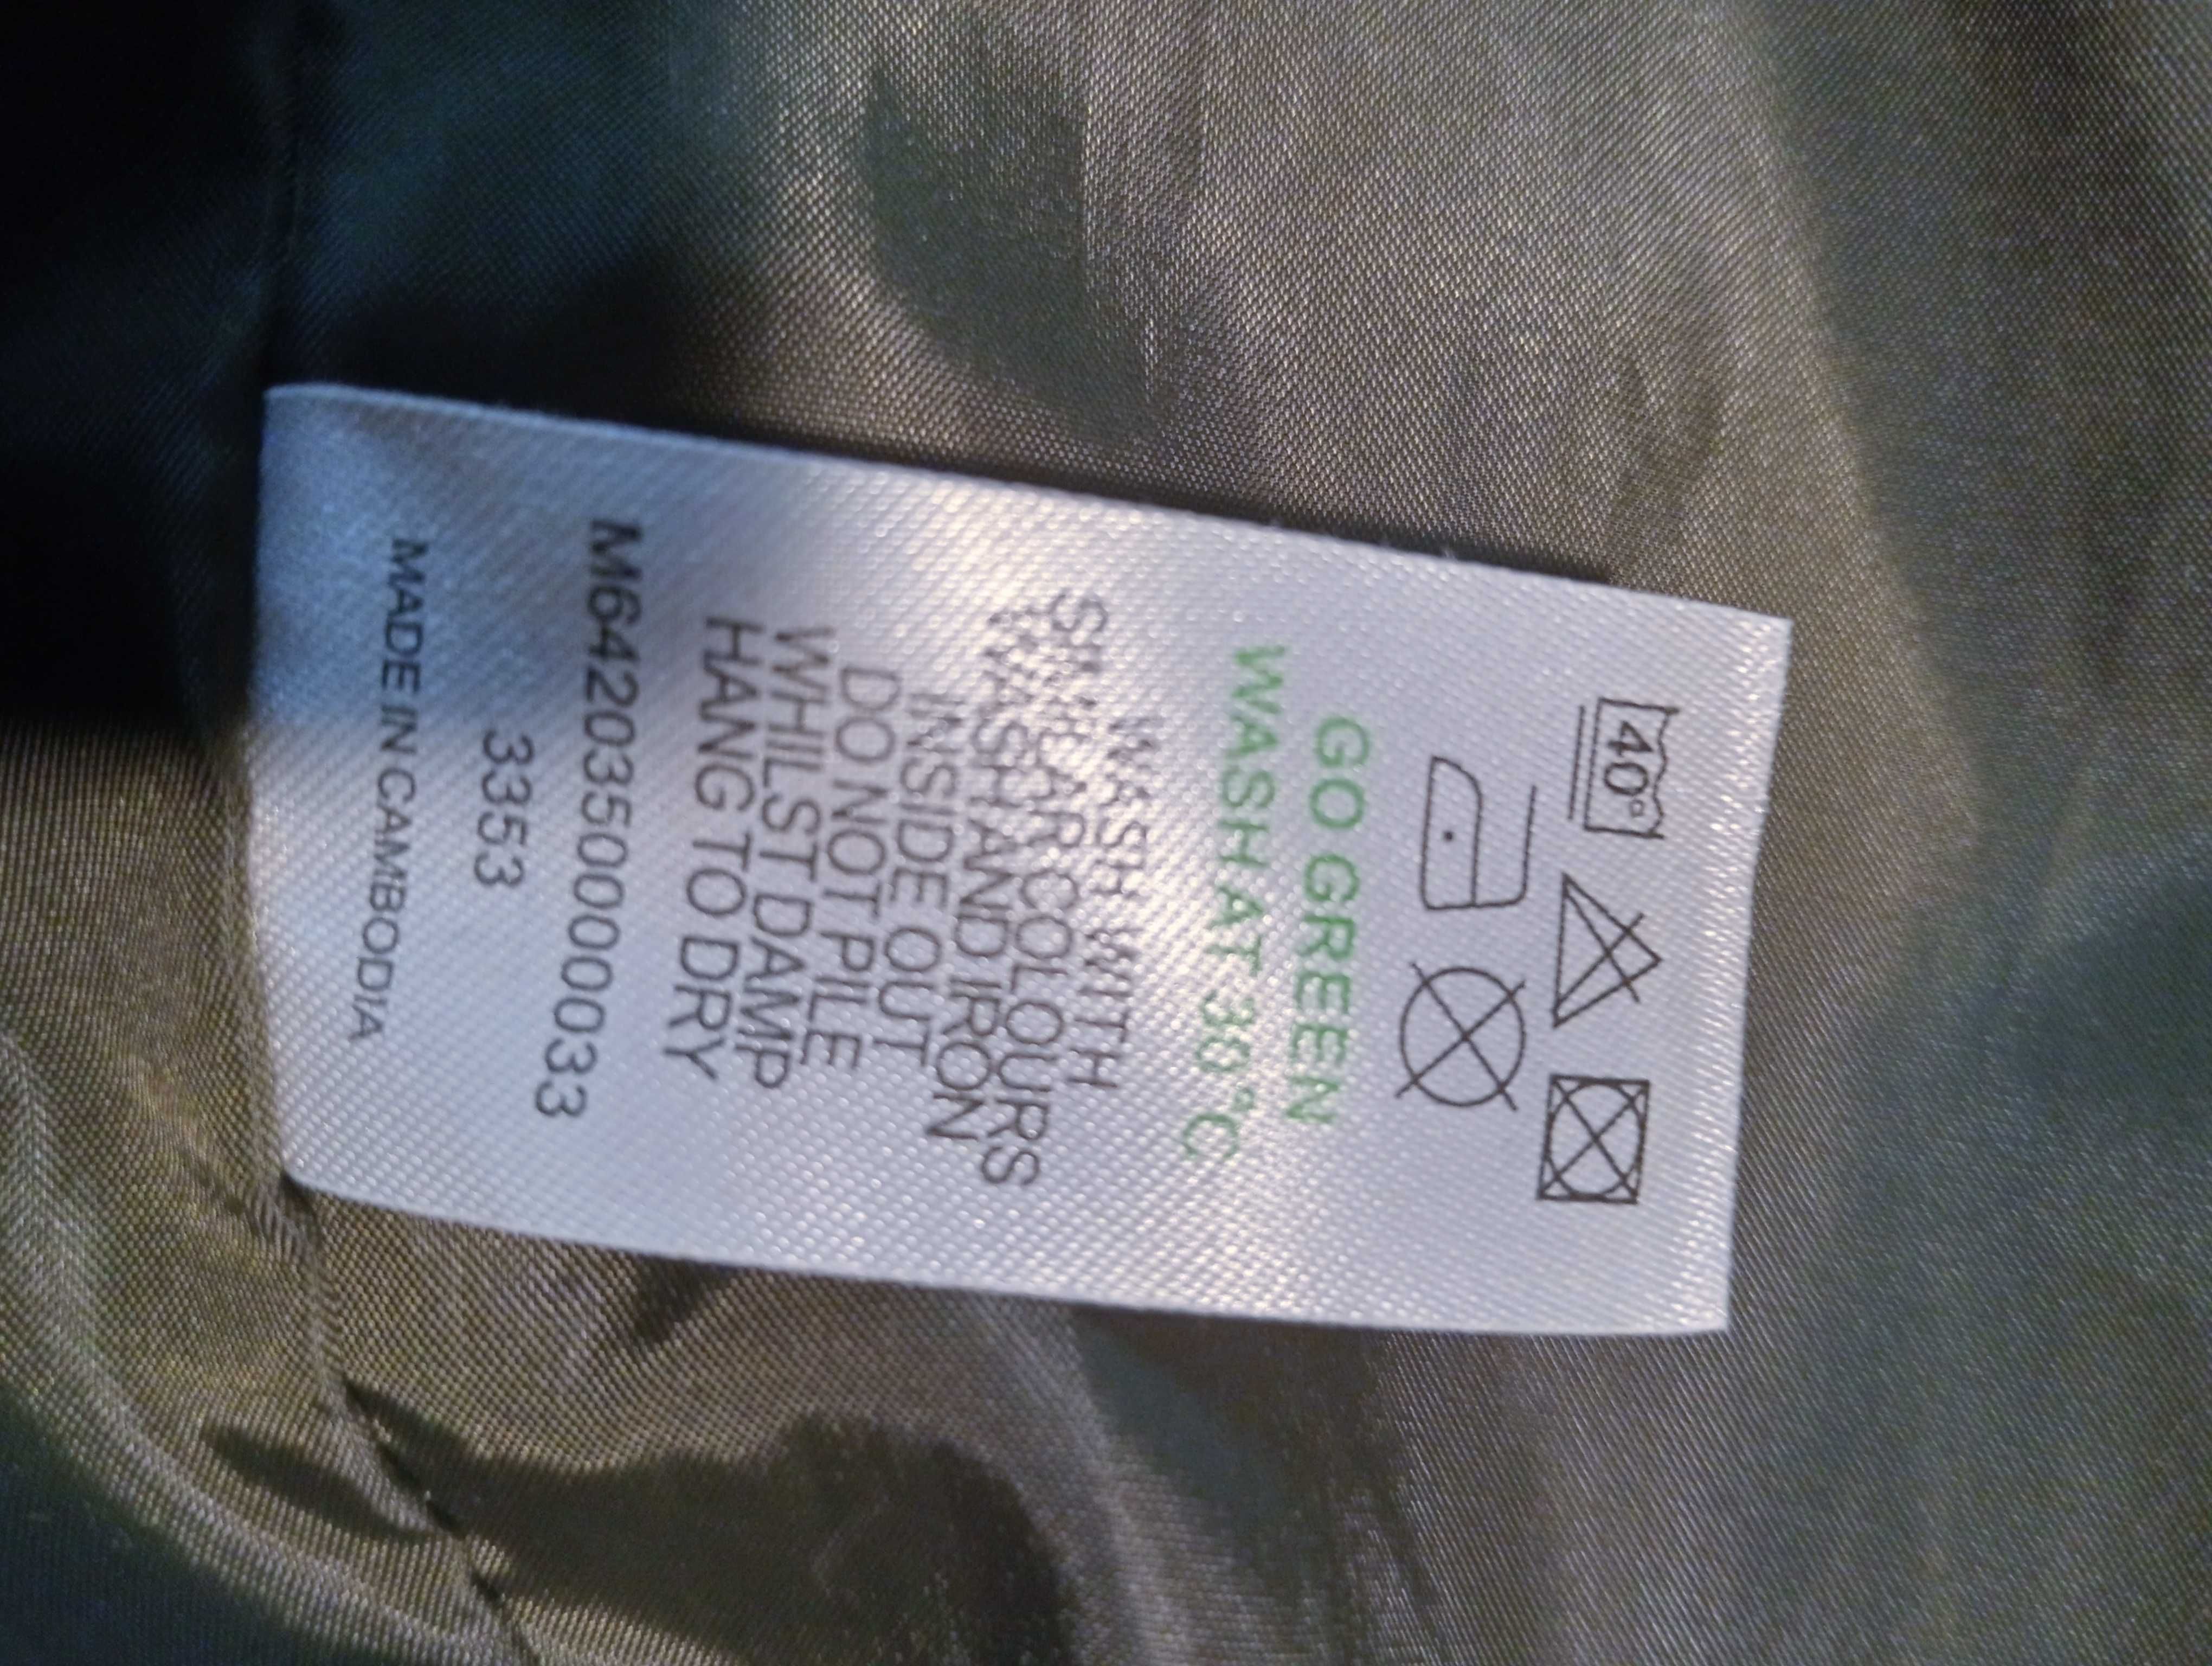 40°
GO GREEN
WASH AT 30°C
WASH WITH
SIMILAR COLOURS
WASH AND IRON
INSIDE OUT
DO NOT PILE
WHILST DAMP
HANG TO DRY
M6420350000033
3353
MADE IN CAMBODIA